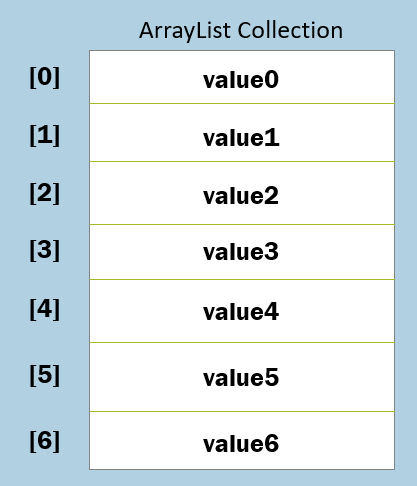 ArrayList Collection
[0] value0
[1] value1
[2] value2
[3] value3
[4] value4
[5] value5
[6] value6